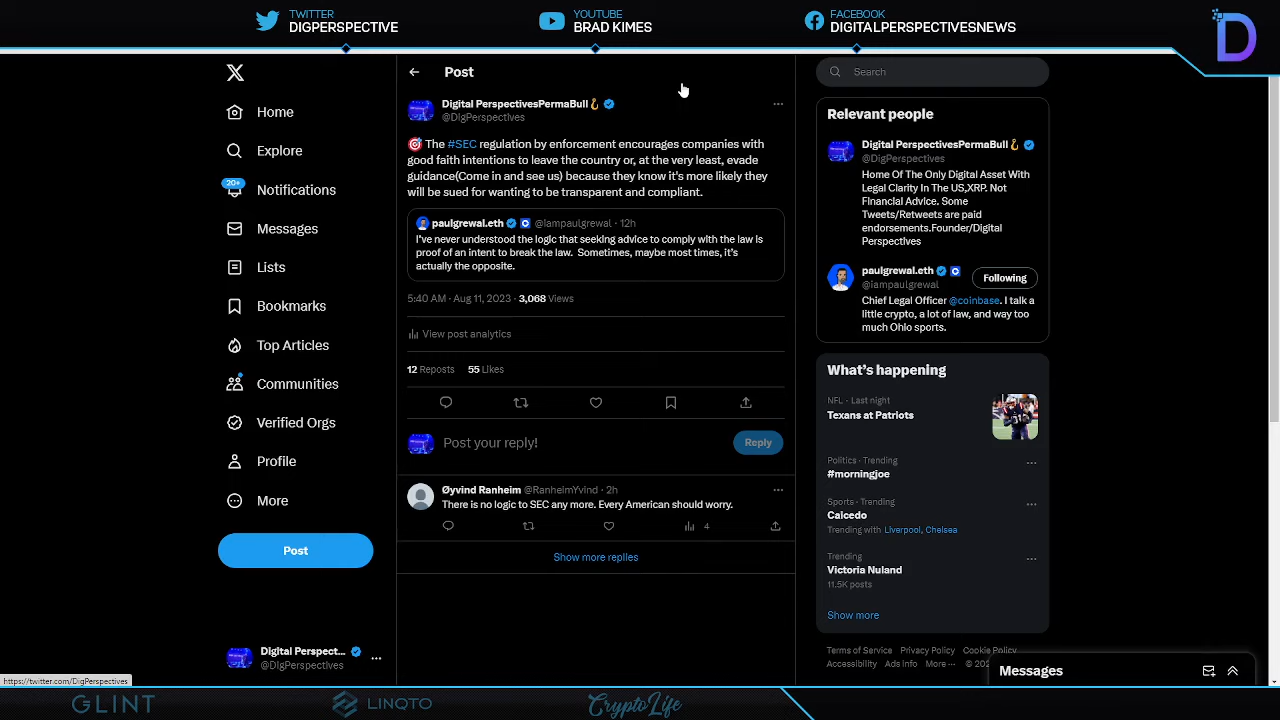 TWITTER
DIGPERSPECTIVE
YOUTUBE
BRAD KIMES
FACEBOOK
DIGITALPERSPECTIVESNEWS
D
Home
Explore
20+
Notifications
Messages
Lists
Bookmarks
Top Articles
Communities
Verified Orgs
Profile
More
Post
Digital Perspect...
@DigPerspectives
https://twitter.com/DigPerspectives
Post
Digital PerspectivesPermaBull
@DigPerspectives
The #SEC regulation by enforcement encourages companies with
good faith intentions to leave the country or, at the very least, evade
guidance(Come in and see us) because they know it's more likely they
will be sued for wanting to be transparent and compliant.
paulgrewal.eth @iampaulgrewal · 12h
I've never understood the logic that seeking advice to comply with the law is
proof of an intent to break the law. Sometimes, maybe most times, it's
actually the opposite.
5:40 AM · Aug 11, 2023 · 3,068 Views
View post analytics
12 Reposts 55 Likes
Post your reply!
Reply
Øyvind Ranheim @RanheimYvind · 2h
There is no logic to SEC any more. Every American should worry.
4
Show more replies
Search
Relevant people
Digital PerspectivesPermaBull
@DigPerspectives
Home Of The Only Digital Asset With
Legal Clarity In The US,XRP. Not
Financial Advice. Some
Tweets/Retweets are paid
endorsements.Founder/Digital
Perspectives
paulgrewal.eth
@iampaulgrewal
Following
Chief Legal Officer @coinbase. I talk a
little crypto, a lot of law, and way too
much Ohio sports.
What's happening
NFL · Last night
Texans at Patriots
Politics · Trending
#morningjoe
Sports · Trending
Caicedo
Trending with Liverpool, Chelsea
Trending
Victoria Nuland
11.5K posts
Show more
Terms of Service Privacy Policy Cookie Policy
Accessibility Ads Info More ··· © 202
Messages
GLINT
LINQTO
CryptoLife